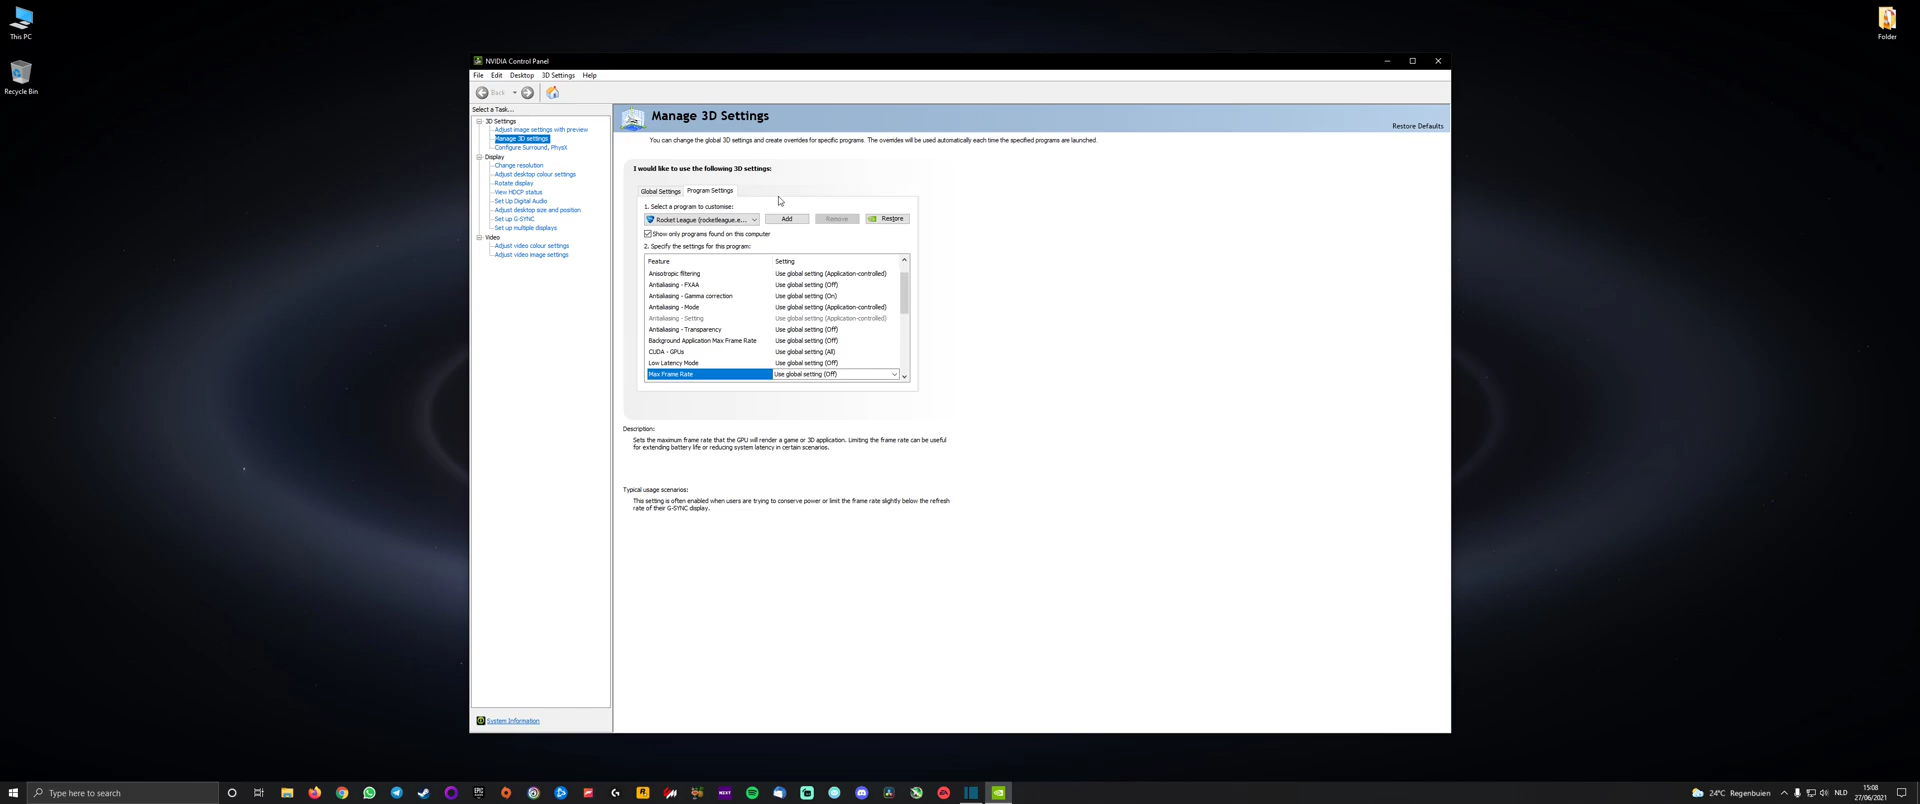 This PC
Recycle Bin
Folder
NVIDIA Control Panel
File Edit Desktop 3D Settings Help
Back
Select a Task...
3D Settings
Adjust image settings with preview
Manage 3D settings
Configure Surround, PhysX
Display
Change resolution
Adjust desktop colour settings
Rotate display
View HDCP status
Set Up Digital Audio
Adjust desktop size and position
Set up G-SYNC
Set up multiple displays
Video
Adjust video colour settings
Adjust video image settings
System Information
Manage 3D Settings
Restore Defaults
You can change the global 3D settings and create overrides for specific programs. The overrides will be used automatically each time the specified programs are launched.
I would like to use the following 3D settings:
Global Settings Program Settings
1. Select a program to customise:
Rocket League (rocketleague.e... Add Remove Restore
Show only programs found on this computer
2. Specify the settings for this program:
Feature Setting
Anisotropic filtering Use global setting (Application-controlled)
Antialiasing - FXAA Use global setting (Off)
Antialiasing - Gamma correction Use global setting (On)
Antialiasing - Mode Use global setting (Application-controlled)
Antialiasing - Setting Use global setting (Application-controlled)
Antialiasing - Transparency Use global setting (Off)
Background Application Max Frame Rate Use global setting (Off)
CUDA - GPUs Use global setting (All)
Low Latency Mode Use global setting (Off)
Max Frame Rate Use global setting (Off)
Description:
Sets the maximum frame rate that the GPU will render a game or 3D application. Limiting the frame rate can be useful
for extending battery life or reducing system latency in certain scenarios.
Typical usage scenarios:
This setting is often enabled when users are trying to conserve power or limit the frame rate slightly below the refresh
rate of their G-SYNC display.
Type here to search
EPIC
NEXT
EA
24°C Regenbuien
NLD
15:08
27/06/2021